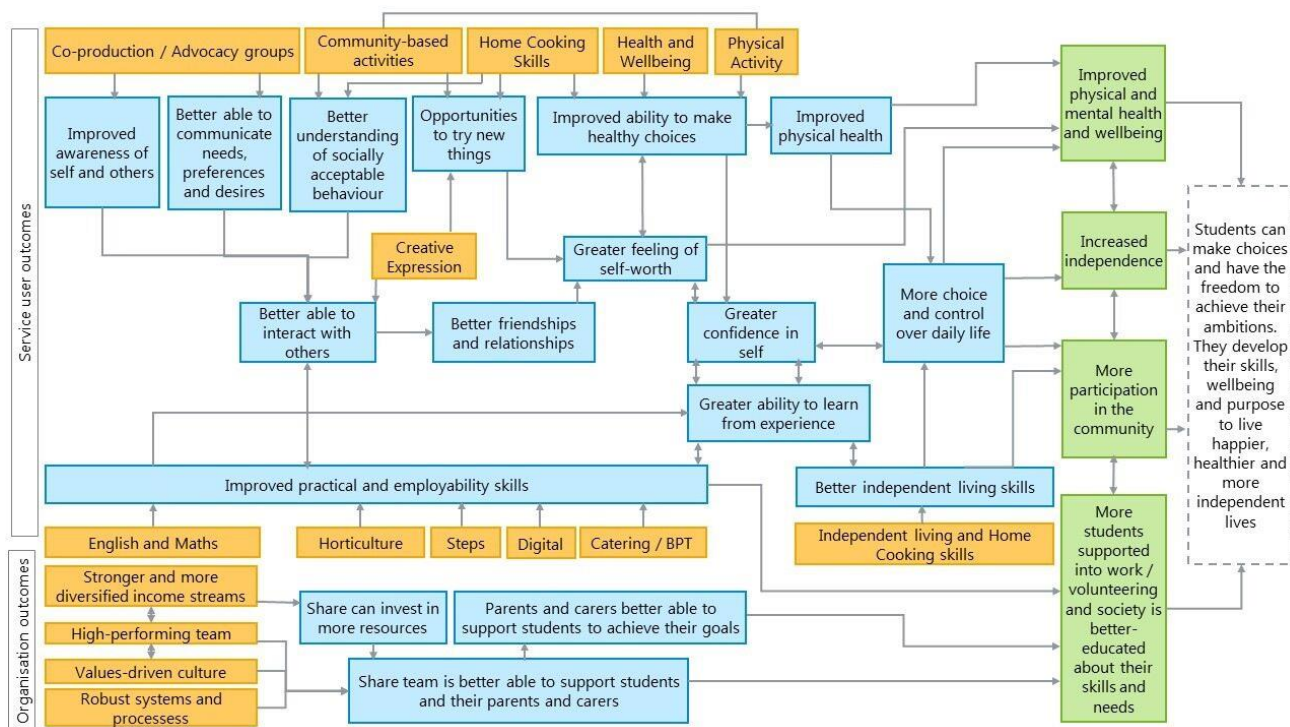 Service user outcomes
Co-production / Advocacy groups
Community-based
activities
Home Cooking
Skills
Health and
Wellbeing
Physical
Activity
Improved
awareness of
self and others
Better able to
communicate
needs,
preferences
and desires
Better
understanding
of socially
acceptable
behaviour
Opportunities
to try new
things
Improved ability to make
healthy choices
Improved
physical health
Improved
physical and
mental health
and wellbeing
Creative
Expression
Greater feeling of
self-worth
Increased
independence
Students can
make choices
and have the
freedom to
achieve their
ambitions.
They develop
their skills,
wellbeing
and purpose
to live
happier,
healthier and
more
independent
lives
Better able to
interact with
others
Better friendships
and relationships
Greater
confidence in
self
More choice
and control
over daily life
More
participation
in the
community
Greater ability to learn
from experience
Improved practical and employability skills
Better independent living skills
English and Maths
Horticulture
Steps
Digital
Catering / BPT
Independent living and Home
Cooking skills
More
students
supported
into work /
volunteering
and society is
better-
educated
about their
skills and
needs
Organisation outcomes
Stronger and more
diversified income streams
High-performing team
Values-driven culture
Robust systems and
processess
Share can invest in
more resources
Parents and carers better able to
support students to achieve their goals
Share team is better able to support students
and their parents and carers